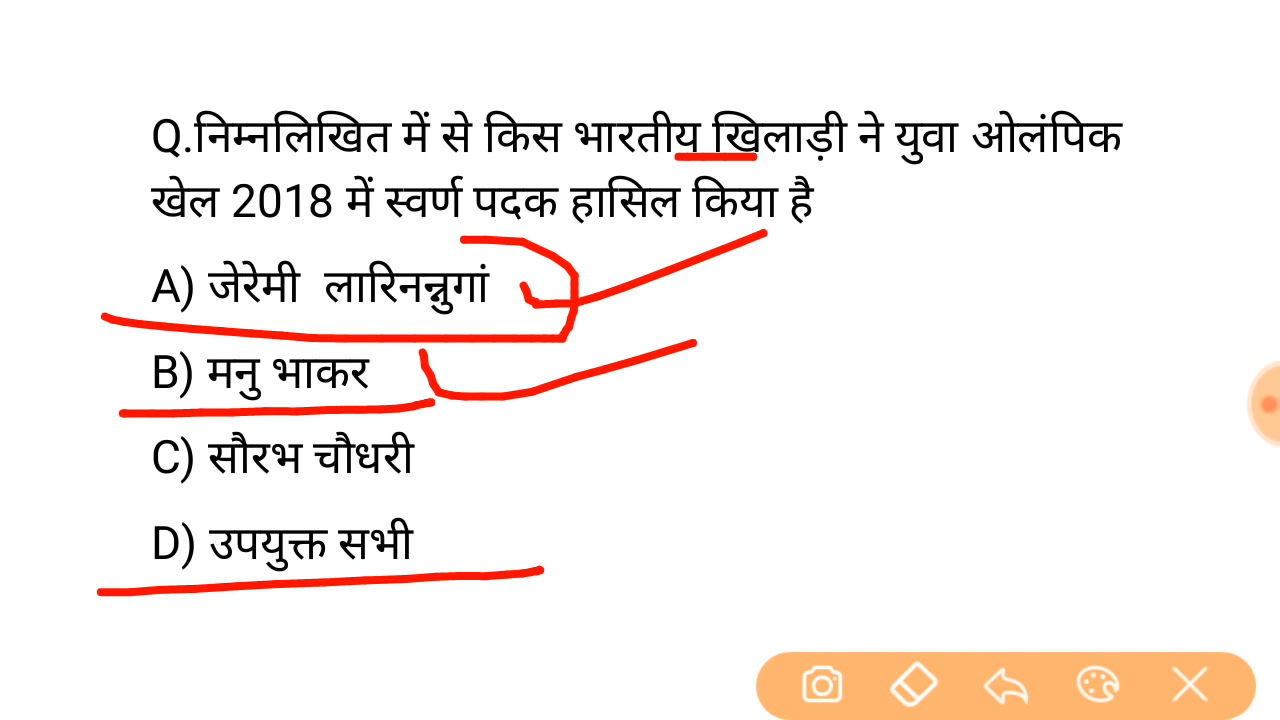 Q.निम्नलिखित में से किस भारतीय खिलाड़ी ने युवा ओलंपिक
खेल 2018 में स्वर्ण पदक हासिल किया है
A) जेरेमी लारिनन्नुगां
B) मनु भाकर
C) सौरभ चौधरी
D) उपयुक्त सभी